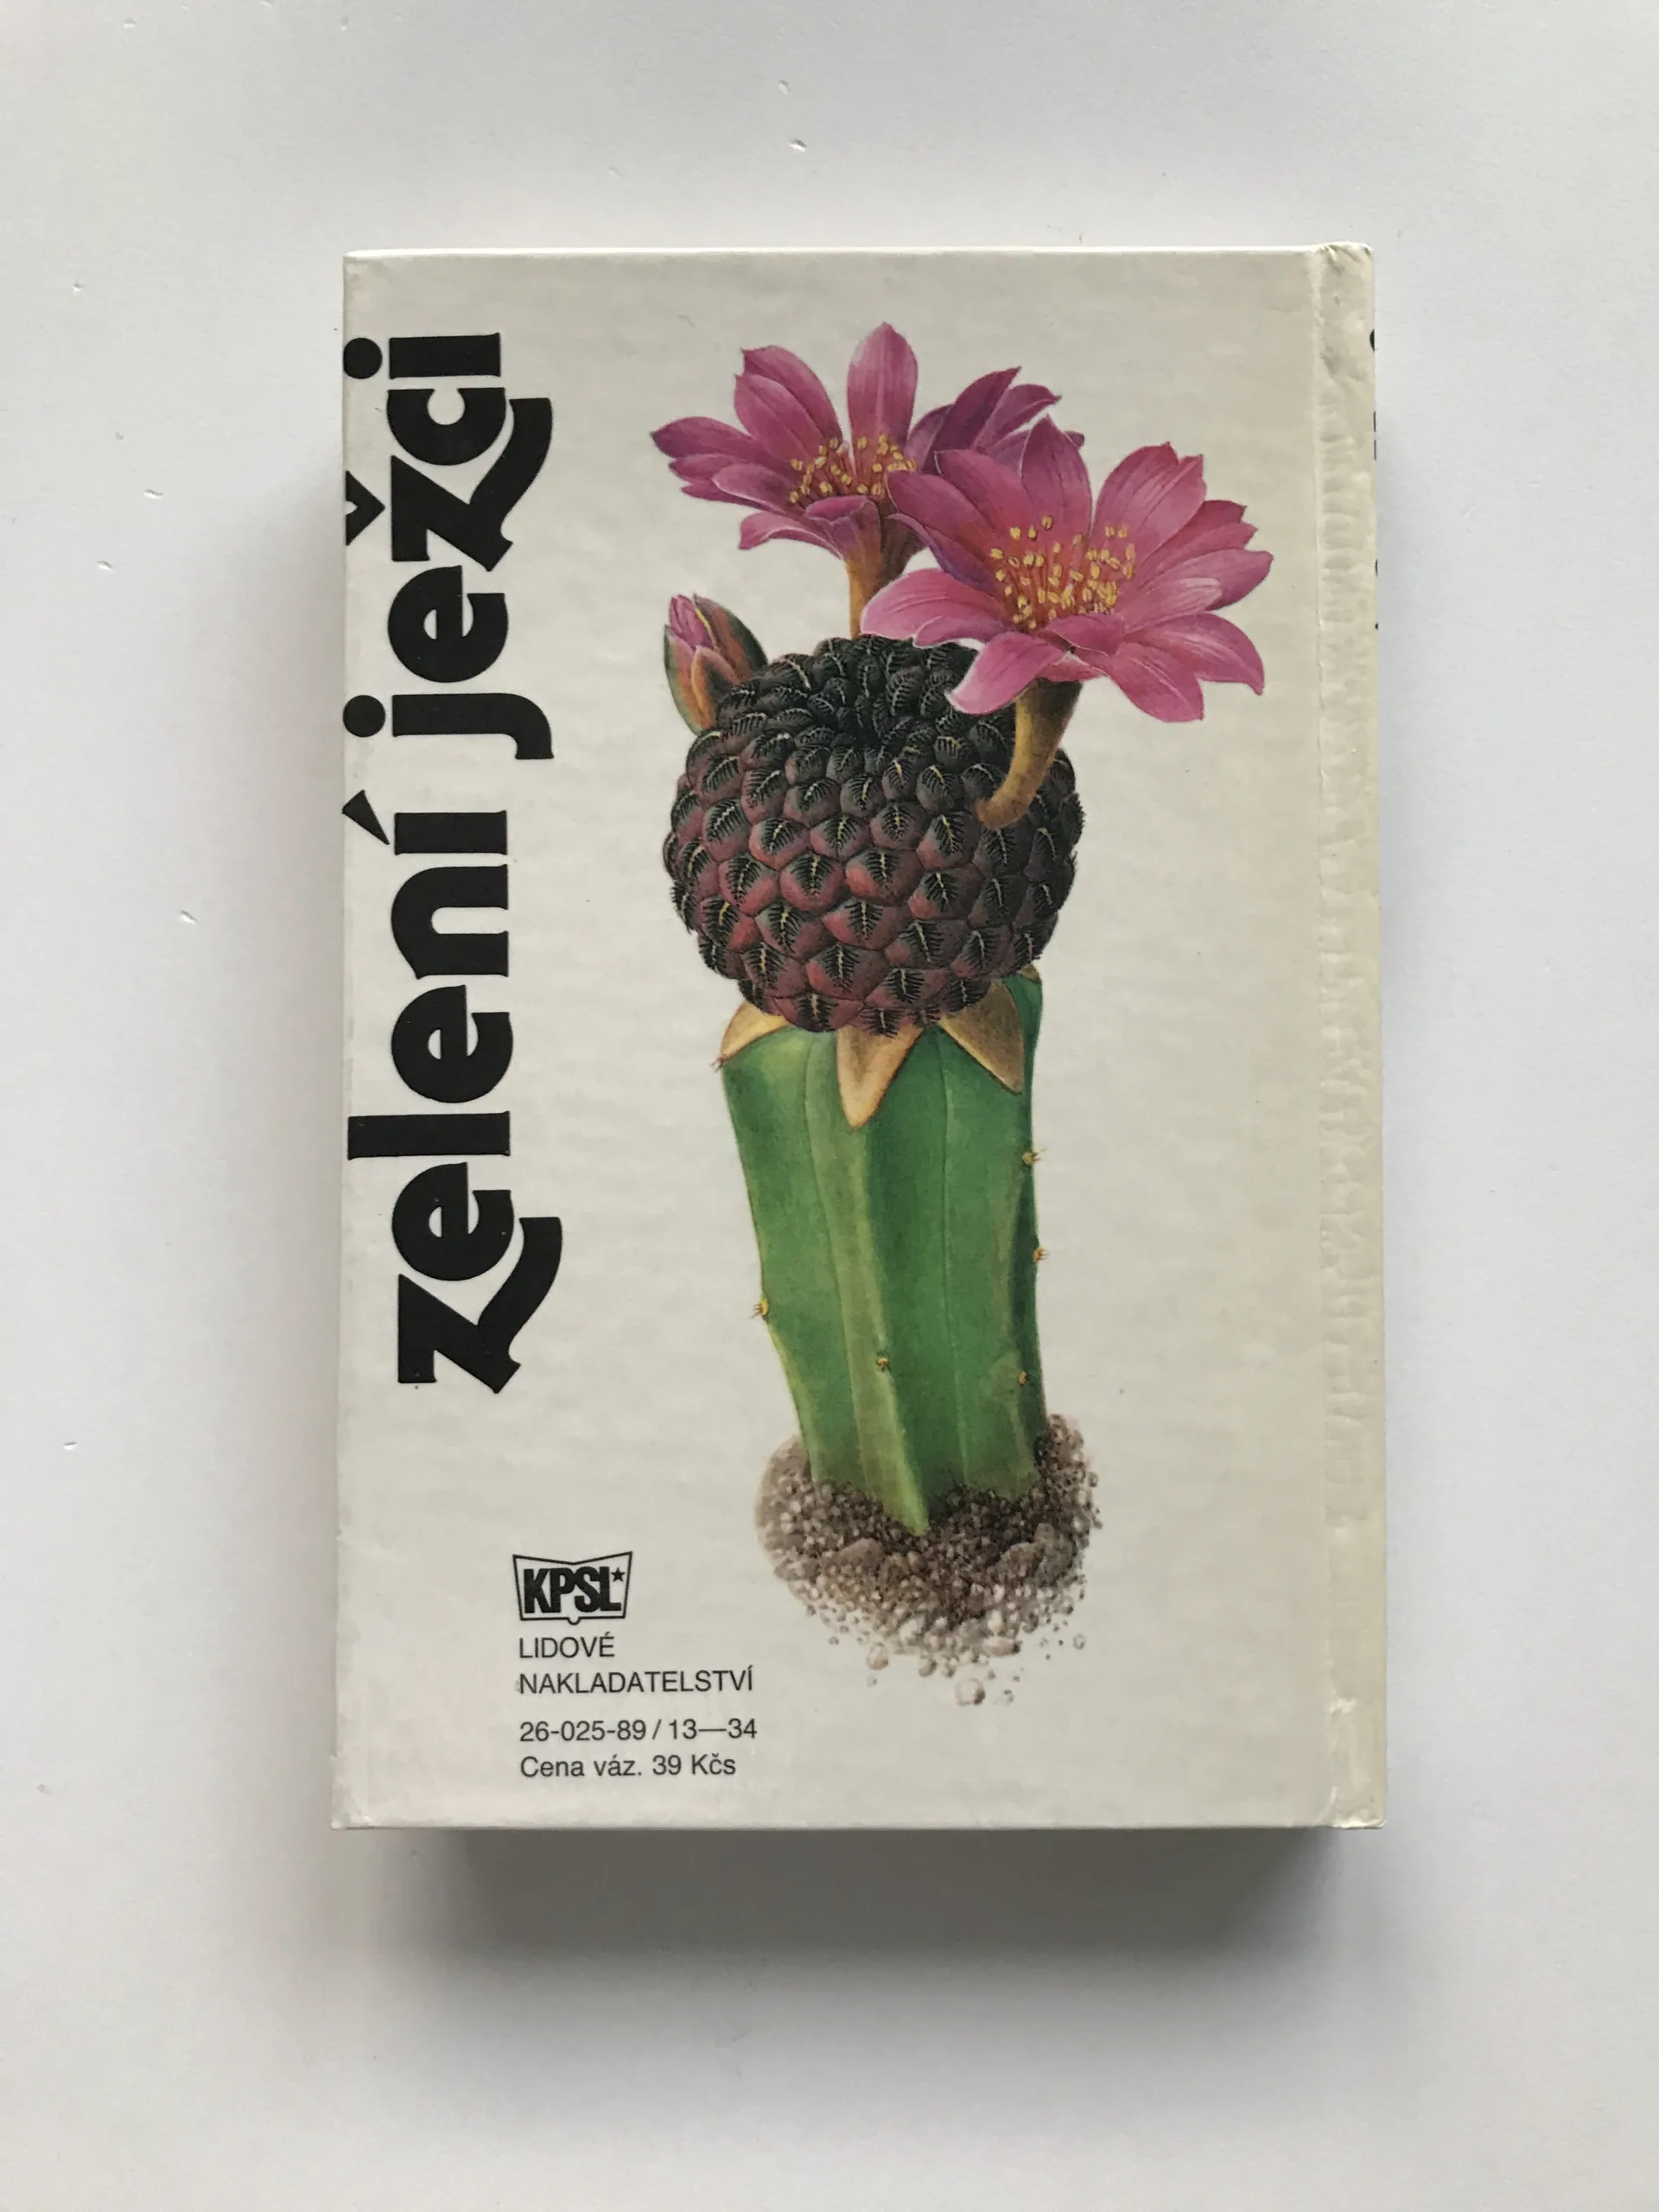 zelení ježci
KPSL
LIDOVÉ
NAKLADATELSTVÍ
26-025-89 / 13—34
Cena váz. 39 Kčs